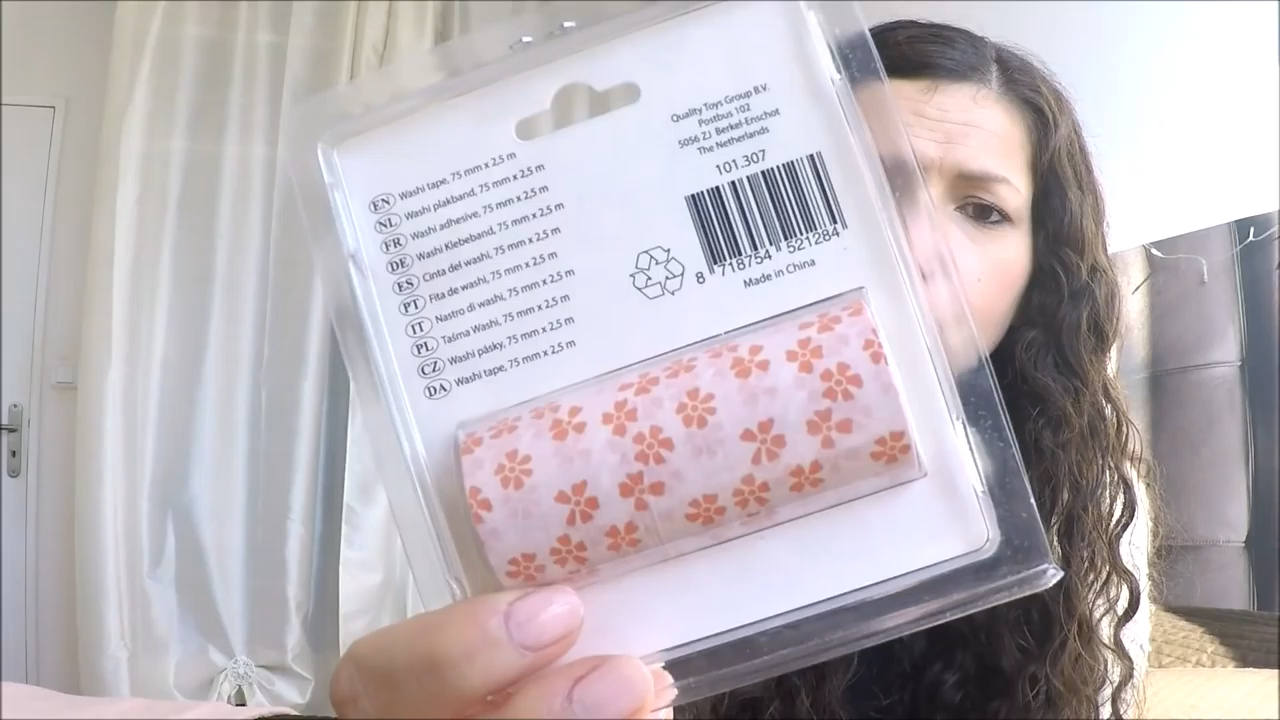 Quality Toys Group B.V.
Postbus 102
5056 ZJ Berkel-Enschot
The Netherlands
101.307
8 718754 521284
Made in China
EN Washi tape, 75 mm x 2,5 m
NL Washi plakband, 75 mm x 2,5 m
FR Washi adhesive, 75 mm x 2,5 m
DE Washi Klebeband, 75 mm x 2,5 m
ES Cinta del washi, 75 mm x 2,5 m
PT Fita de washi, 75 mm x 2,5 m
IT Nastro di washi, 75 mm x 2,5 m
PL Taśma Washi, 75 mm x 2,5 m
CZ Washi pásky, 75 mm x 2,5 m
DA Washi tape, 75 mm x 2,5 m